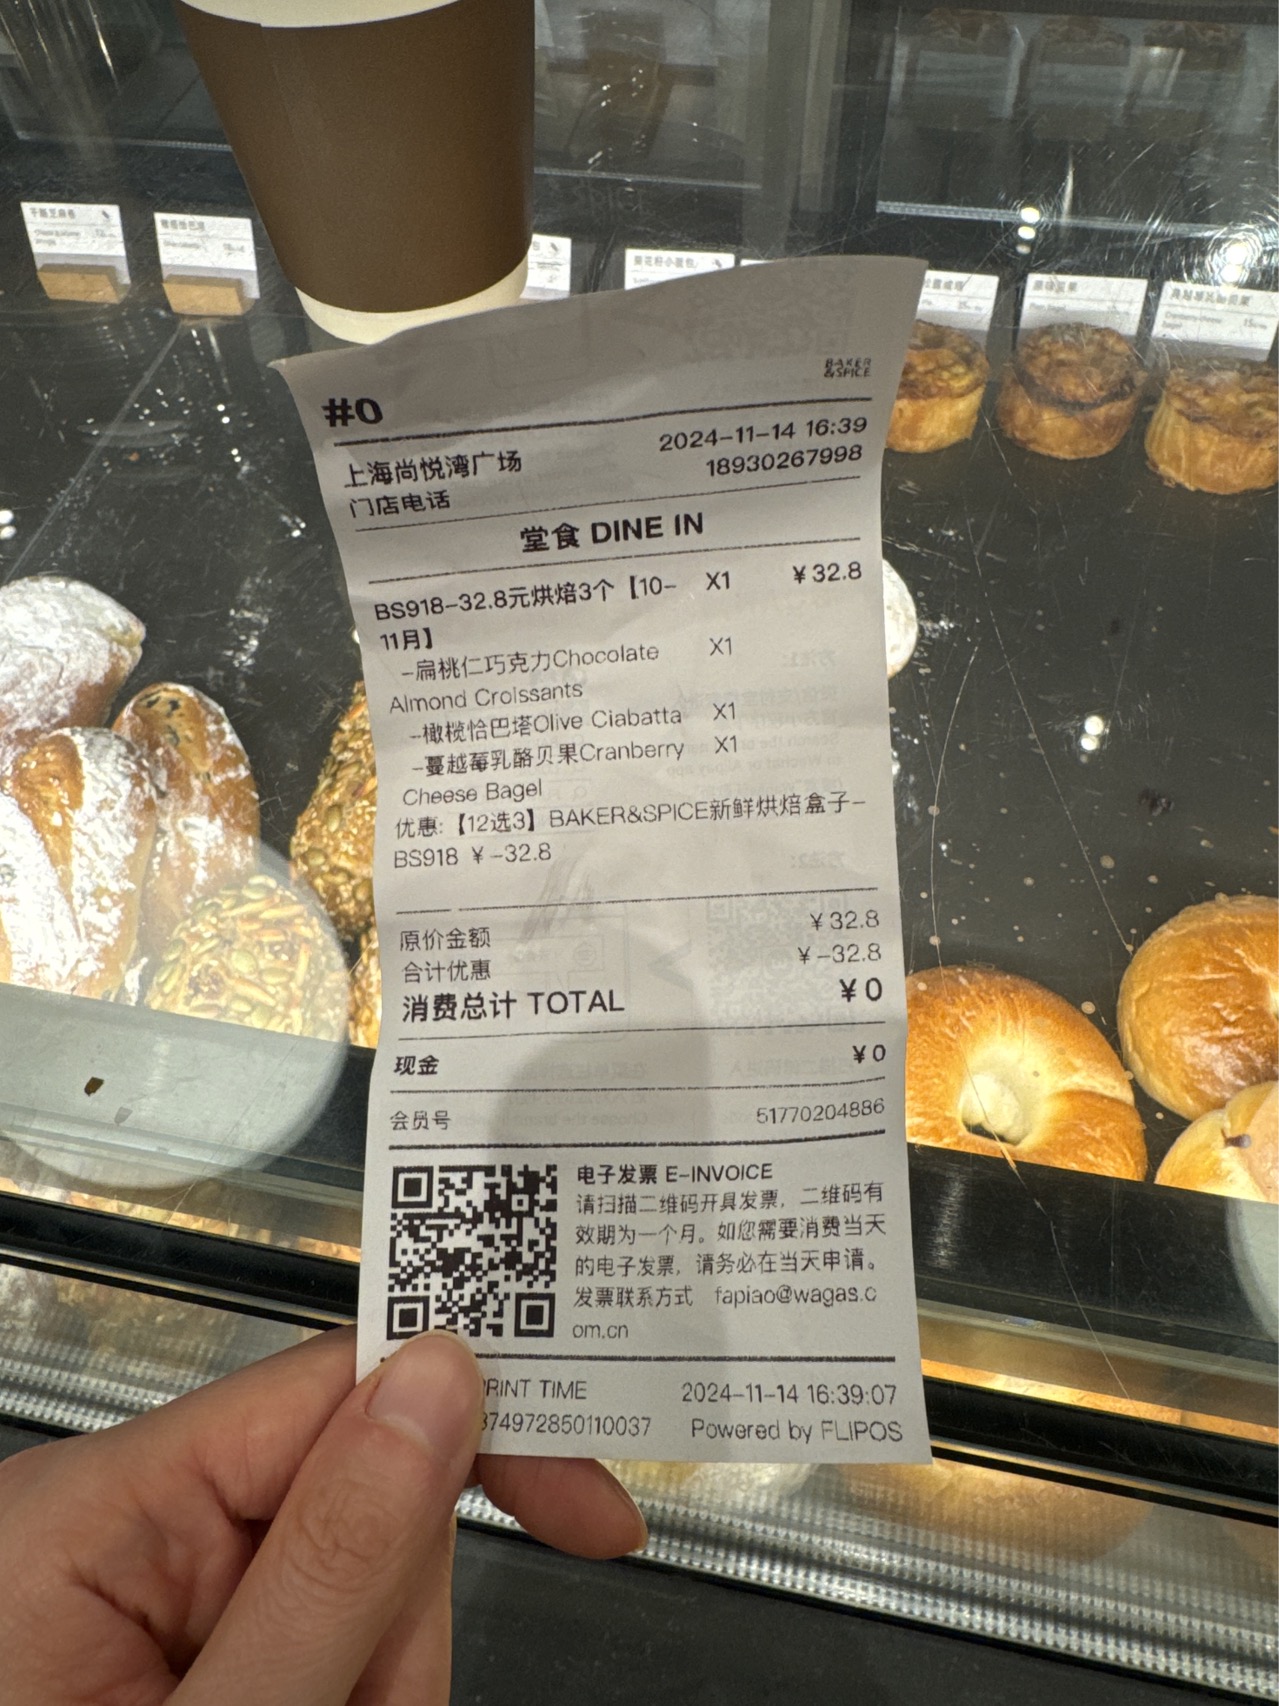 BAKER
&SPICE
#0
2024-11-14 16:39
上海尚悦湾广场
18930267998
门店电话
堂食 DINE IN
BS918-32.8元烘焙3个【10- X1 ¥32.8
11月】
-扁桃仁巧克力Chocolate X1
Almond Croissants
-橄榄恰巴塔Olive Ciabatta X1
-蔓越莓乳酪贝果Cranberry X1
Cheese Bagel
优惠:【12选3】BAKER&SPICE新鲜烘焙盒子-
BS918 ¥-32.8
原价金额 ¥32.8
合计优惠 ¥-32.8
消费总计 TOTAL ¥0
现金 ¥0
会员号 51770204886
电子发票 E-INVOICE
请扫描二维码开具发票，二维码有
效期为一个月。如您需要消费当天
的电子发票，请务必在当天申请。
发票联系方式 fapiao@wagas.c
om.cn
RINT TIME 2024-11-14 16:39:07
874972850110037 Powered by FLIPOS